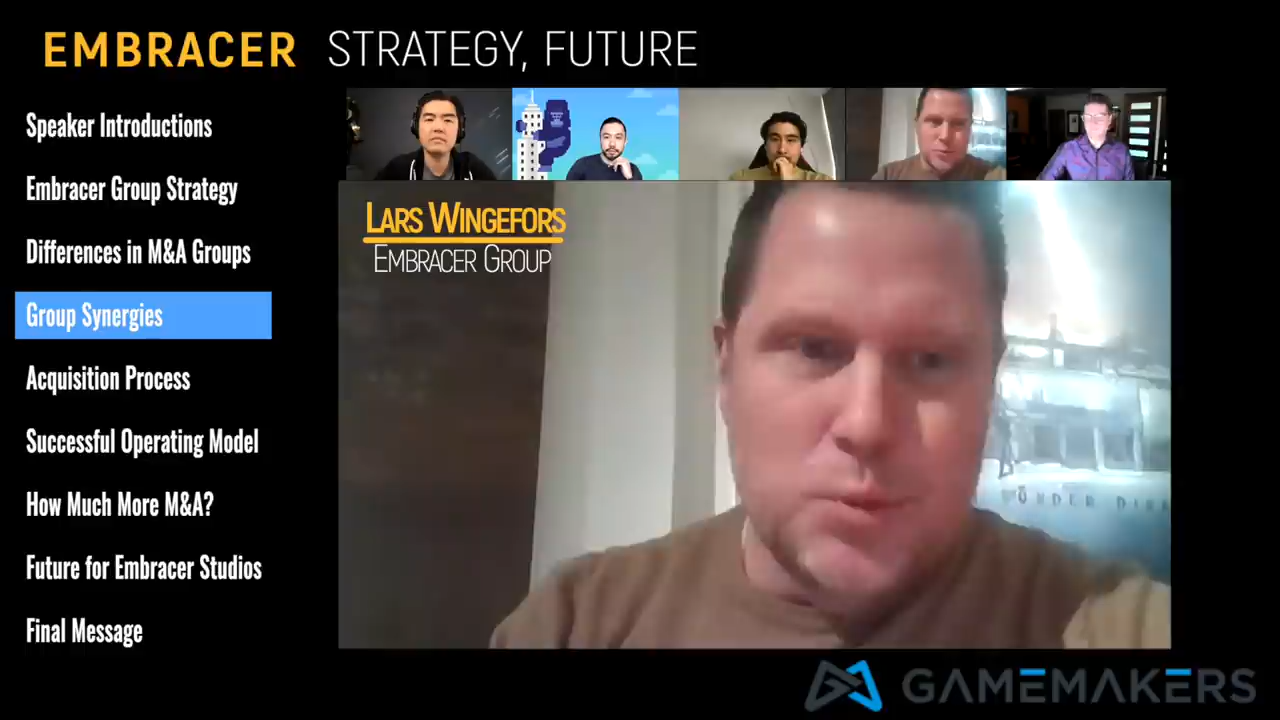 EMBRACER STRATEGY, FUTURE
Speaker Introductions
Embracer Group Strategy
Differences in M&A Groups
Group Synergies
Acquisition Process
Successful Operating Model
How Much More M&A?
Future for Embracer Studios
Final Message
LARS WINGEFORS
EMBRACER GROUP
GAMEMAKERS